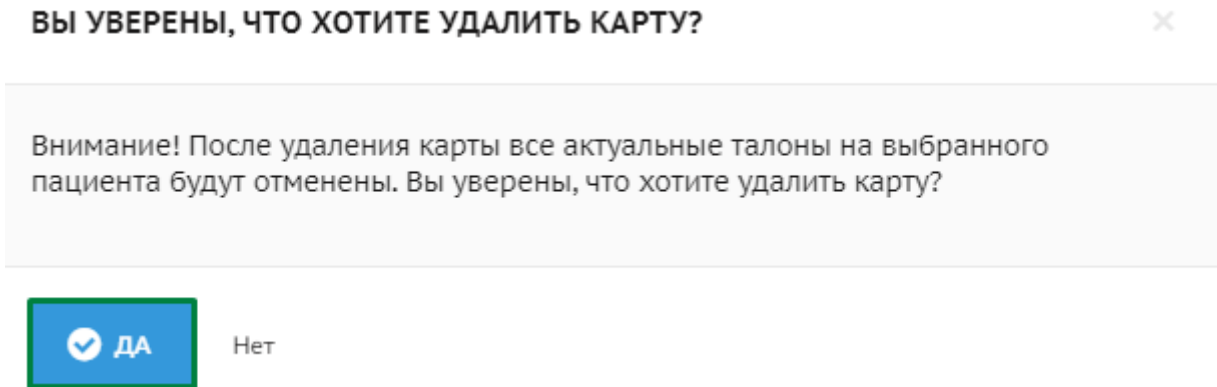 ВЫ УВЕРЕНЫ, ЧТО ХОТИТЕ УДАЛИТЬ КАРТУ?
Внимание! После удаления карты все актуальные талоны на выбранного
пациента будут отменены. Вы уверены, что хотите удалить карту?
ДА Нет